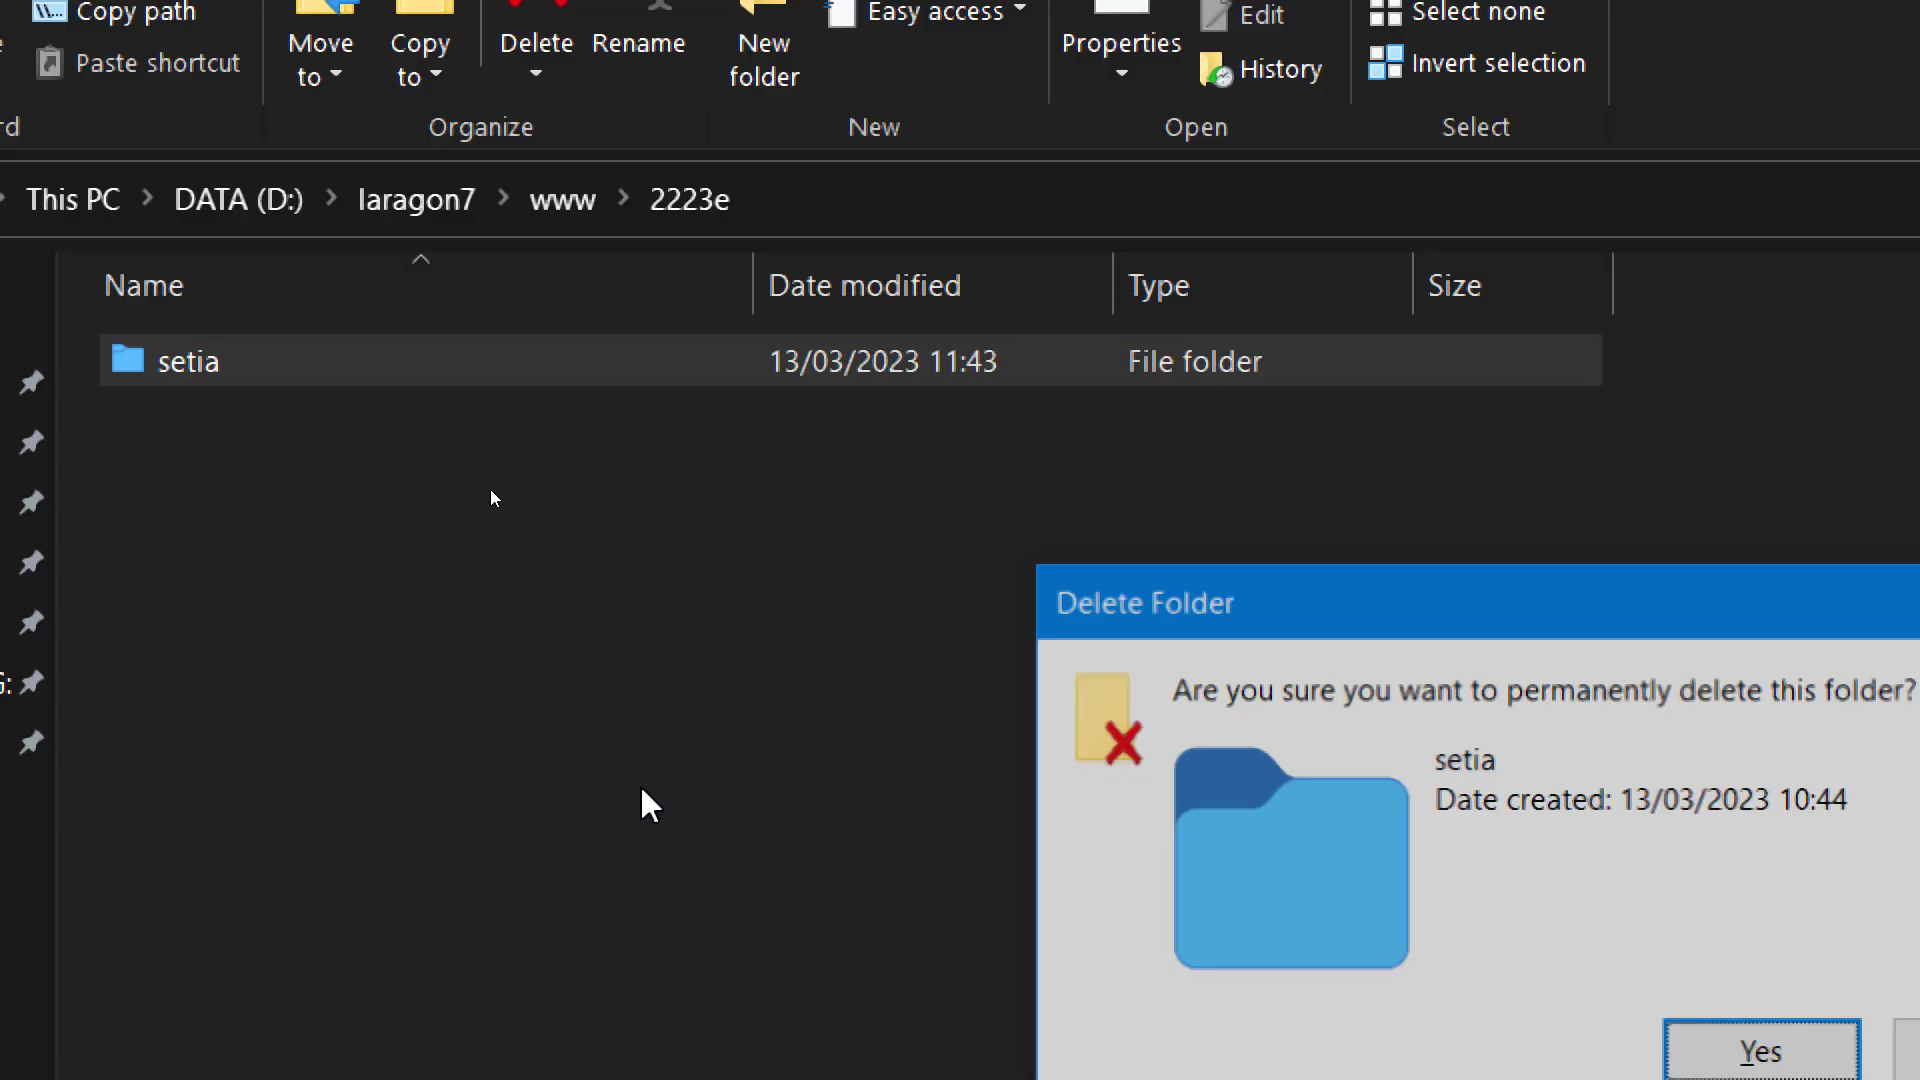 Copy path
Paste shortcut
rd
Move to
Copy to
Delete
Rename
Organize
New folder
Easy access
New
Properties
Edit
History
Open
Select none
Invert selection
Select
This PC > DATA (D:) > laragon7 > www > 2223e
Name Date modified Type Size
setia 13/03/2023 11:43 File folder
G:
Delete Folder
Are you sure you want to permanently delete this folder?
setia
Date created: 13/03/2023 10:44
Yes